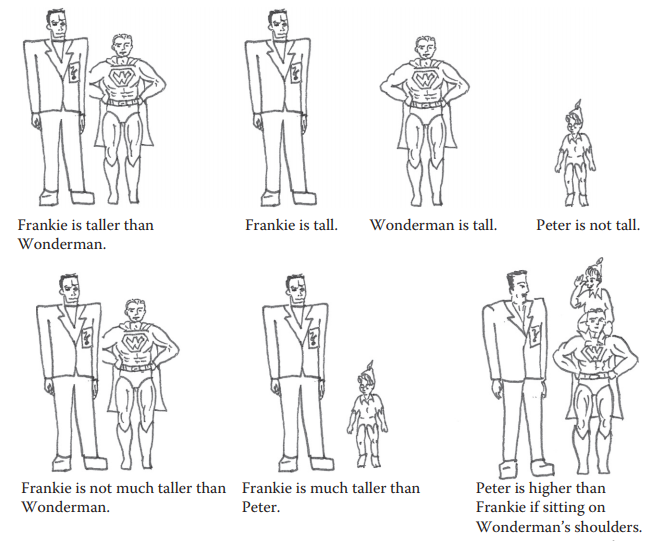 Frankie is taller than
Wonderman.
Frankie is tall.
Wonderman is tall.
Peter is not tall.
W
W
Frankie is not much taller than
Wonderman.
Frankie is much taller than
Peter.
Peter is higher than
Frankie if sitting on
Wonderman's shoulders.
W
W